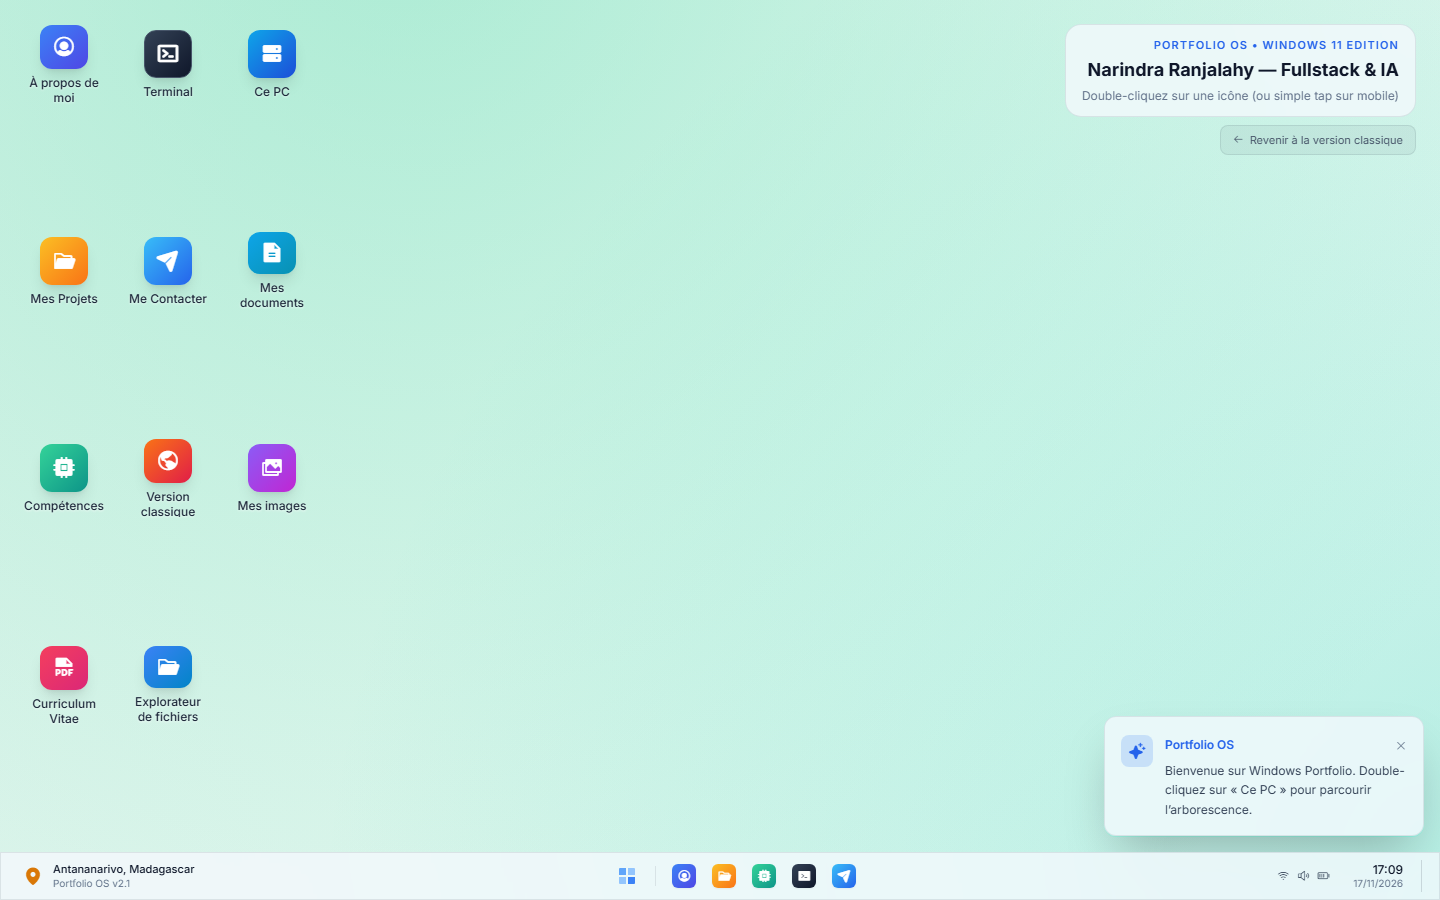 À propos de
moi
Terminal
Ce PC
PORTFOLIO OS • WINDOWS 11 EDITION
Narindra Ranjalahy — Fullstack & IA
Double-cliquez sur une icône (ou simple tap sur mobile)
← Revenir à la version classique
Mes Projets
Me Contacter
Mes
documents
Compétences
Version
classique
Mes images
PDF
Curriculum
Vitae
Explorateur
de fichiers
Portfolio OS
Bienvenue sur Windows Portfolio. Double-
cliquez sur « Ce PC » pour parcourir
l’arborescence.
Antananarivo, Madagascar
Portfolio OS v2.1
17:09
17/11/2026